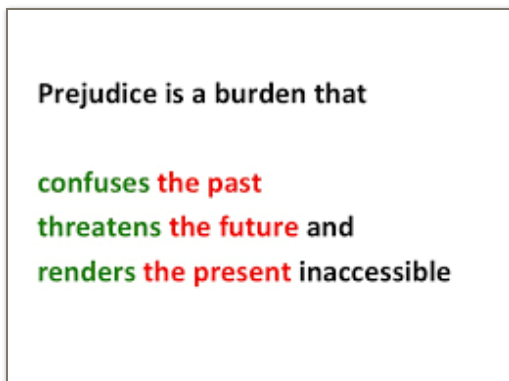 Prejudice is a burden that
confuses the past
threatens the future and
renders the present inaccessible